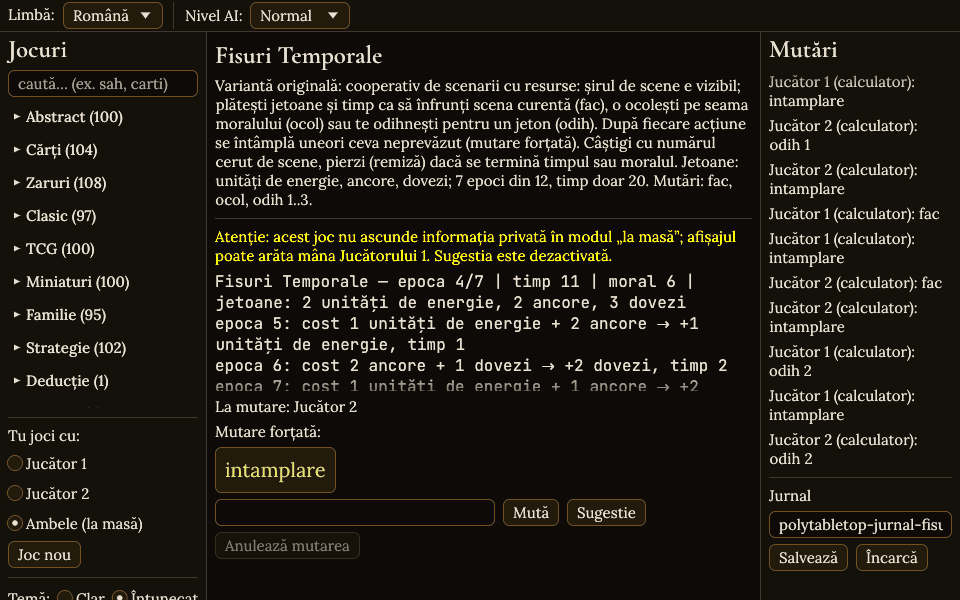 Limbă: Română ▼ Nivel AI: Normal ▼
Jocuri
caută... (ex. sah, carti)
▸ Abstract (100)
▸ Cărți (104)
▸ Zaruri (108)
▸ Clasic (97)
▸ TCG (100)
▸ Miniaturi (100)
▸ Familie (95)
▸ Strategie (102)
▸ Deducție (1)
Tu joci cu:
Jucător 1
Jucător 2
Ambele (la masă)
Joc nou
Temă: Clar Întunecat
Fisuri Temporale
Variantă originală: cooperativ de scenarii cu resurse: șirul de scene e vizibil;
plătești jetoane și timp ca să înfrunți scena curentă (fac), o ocolești pe seama
moralului (ocol) sau te odihnești pentru un jeton (odih). După fiecare acțiune
se întâmplă uneori ceva neprevăzut (mutare forțată). Câștigi cu numărul
cerut de scene, pierzi (remiză) dacă se termină timpul sau moralul. Jetoane:
unități de energie, ancore, dovezi; 7 epoci din 12, timp doar 20. Mutări: fac,
ocol, odih 1..3.
Atenție: acest joc nu ascunde informația privată în modul „la masă”; afișajul
poate arăta mâna Jucătorului 1. Sugestia este dezactivată.
Fisuri Temporale — epoca 4/7 | timp 11 | moral 6 |
jetoane: 2 unități de energie, 2 ancore, 3 dovezi
epoca 5: cost 1 unități de energie + 2 ancore → +1
unități de energie, timp 1
epoca 6: cost 2 ancore + 1 dovezi → +2 dovezi, timp 2
epoca 7: cost 1 unități de energie + 1 ancore → +2
La mutare: Jucător 2
Mutare forțată:
intamplare
Mută Sugestie
Anulează mutarea
Mutări
Jucător 1 (calculator):
intamplare
Jucător 2 (calculator):
odih 1
Jucător 2 (calculator):
intamplare
Jucător 1 (calculator): fac
Jucător 1 (calculator):
intamplare
Jucător 2 (calculator): fac
Jucător 2 (calculator):
intamplare
Jucător 1 (calculator):
odih 2
Jucător 1 (calculator):
intamplare
Jucător 2 (calculator):
odih 2
Jurnal
polytabletop-jurnal-fisu
Salvează Încarcă